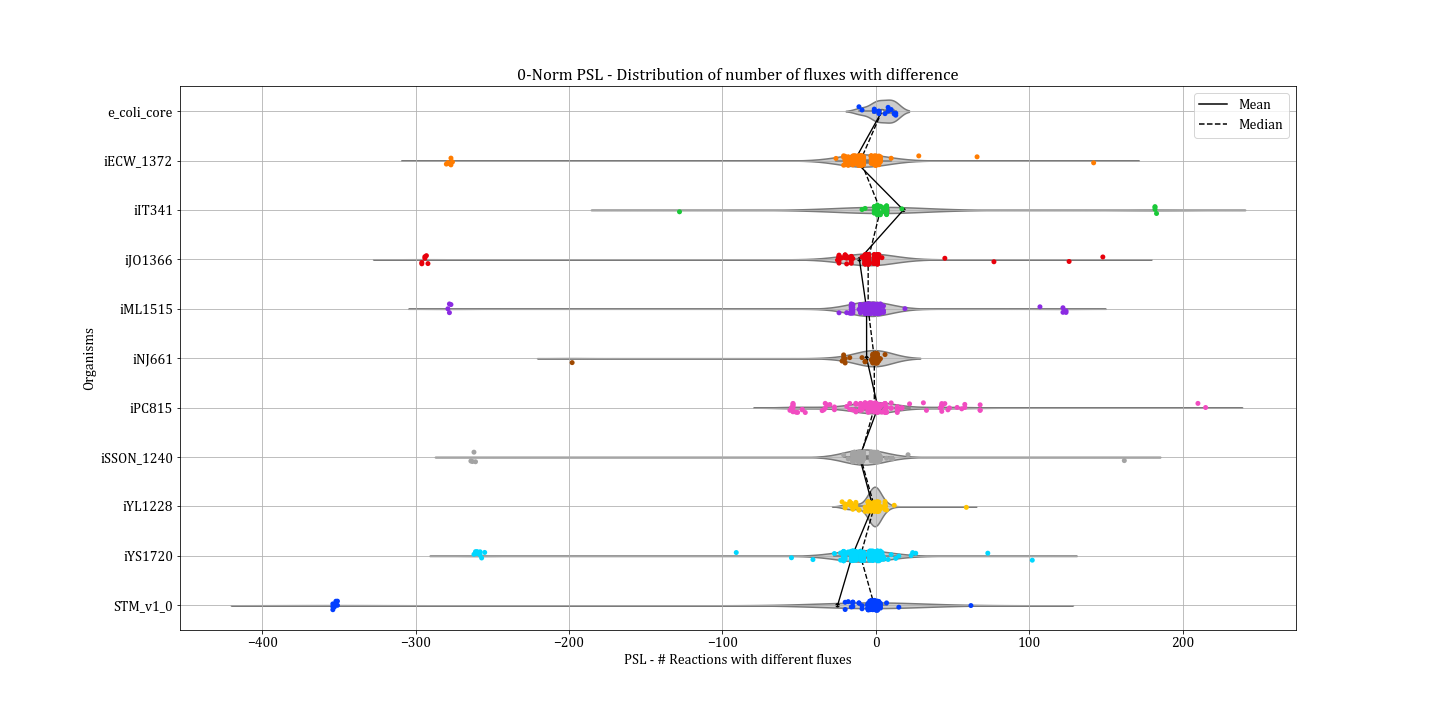 0-Norm PSL - Distribution of number of fluxes with difference
Mean
Median
Organisms
e_coli_core
iECW_1372
iIT341
iJO1366
iML1515
iNJ661
iPC815
iSSON_1240
iYL1228
iYS1720
STM_v1_0
−400 −300 −200 −100 0 100 200
PSL - # Reactions with different fluxes